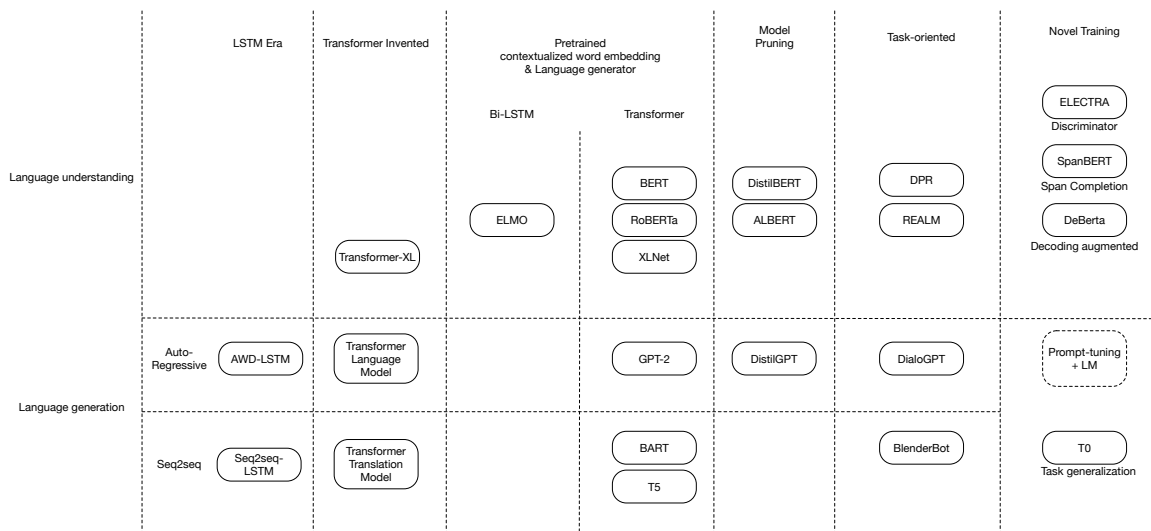 LSTM Era
Transformer Invented
Pretrained
contextualized word embedding
& Language generator
Model
Pruning
Task-oriented
Novel Training
Bi-LSTM
Transformer
Language understanding
ELECTRA
Discriminator
SpanBERT
Span Completion
BERT
DistilBERT
DPR
ELMO
RoBERTa
ALBERT
REALM
DeBerta
Decoding augmented
Transformer-XL
XLNet
Language generation
Auto-
Regressive
AWD-LSTM
Transformer
Language
Model
GPT-2
DistilGPT
DialoGPT
Prompt-tuning
+ LM
Seq2seq
Seq2seq-
LSTM
Transformer
Translation
Model
BART
T5
BlenderBot
T0
Task generalization